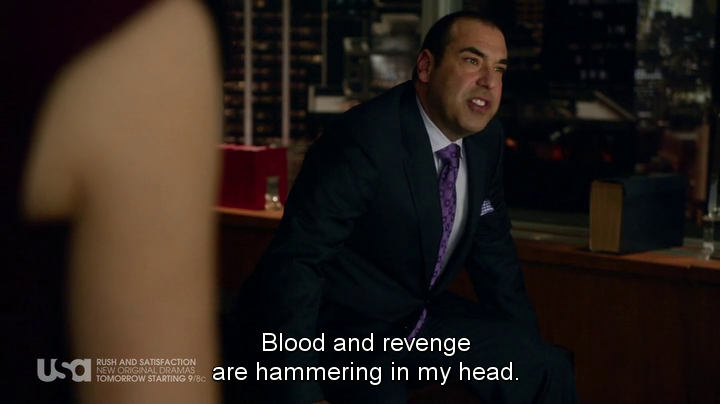 Blood and revenge
are hammering in my head.
usa
RUSH AND SATISFACTION
NEW ORIGINAL DRAMAS
TOMORROW STARTING 9/8c